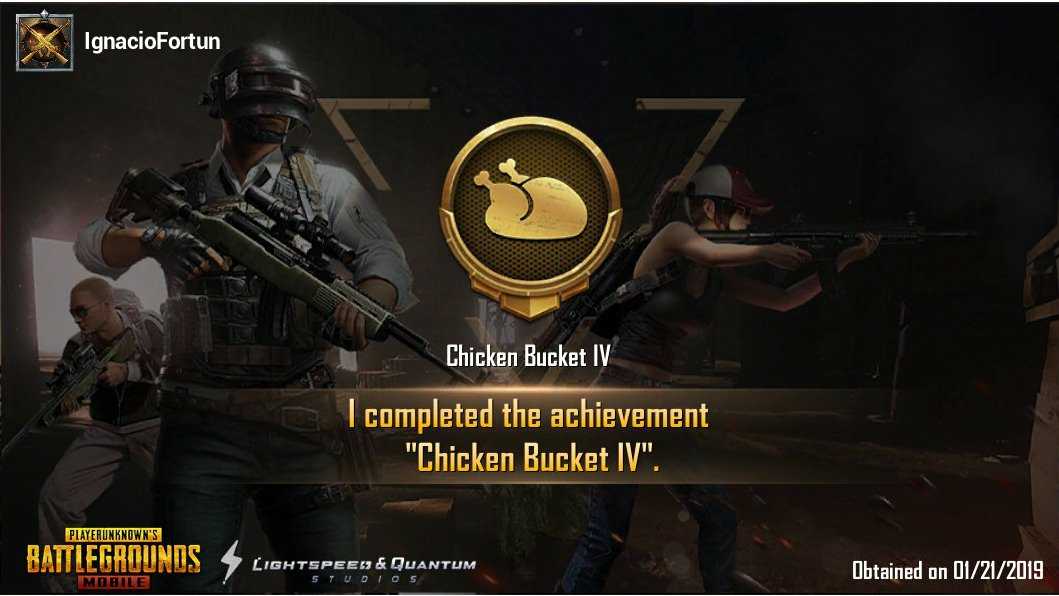 IgnacioFortun
Chicken Bucket IV
I completed the achievement
"Chicken Bucket IV".
PLAYERUNKNOWN'S
BATTLEGROUNDS
MOBILE
LIGHTSPEED & QUANTUM
STUDIOS
Obtained on 01/21/2019